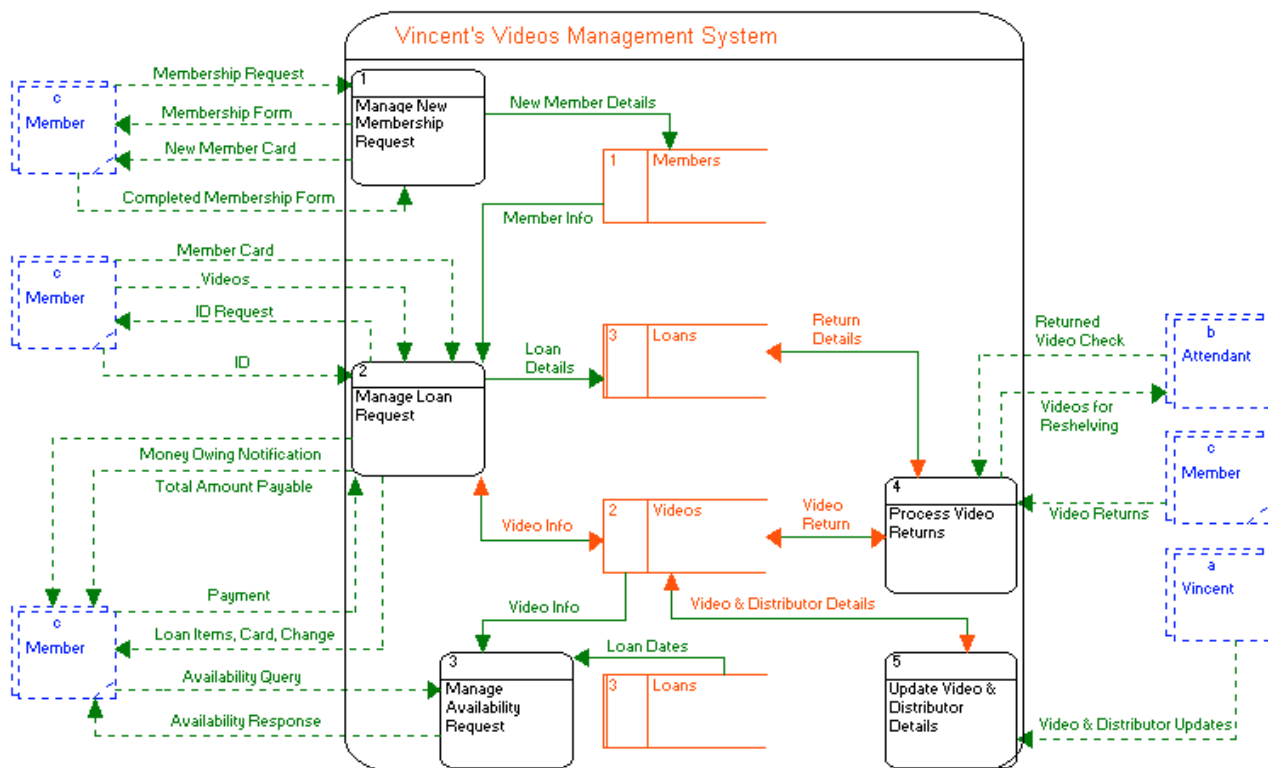 Vincent's Videos Management System
Membership Request
c
Member
Membership Form
New Member Card
Completed Membership Form
1
Manage New
Membership
Request
New Member Details
1
Members
Member Info
Member Card
c
Member
Videos
ID Request
ID
2
Manage Loan
Request
Loan
Details
3
Loans
Return
Details
Returned
Video Check
b
Attendant
Videos for
Reshelving
Money Owing Notification
Total Amount Payable
Video Info
2
Videos
Video
Return
4
Process Video
Returns
c
Member
Video Returns
a
Vincent
Payment
c
Member
Loan Items, Card, Change
Availability Query
Availability Response
Video Info
Video & Distributor Details
Loan Dates
3
Manage
Availability
Request
3
Loans
5
Update Video &
Distributor
Details
Video & Distributor Updates